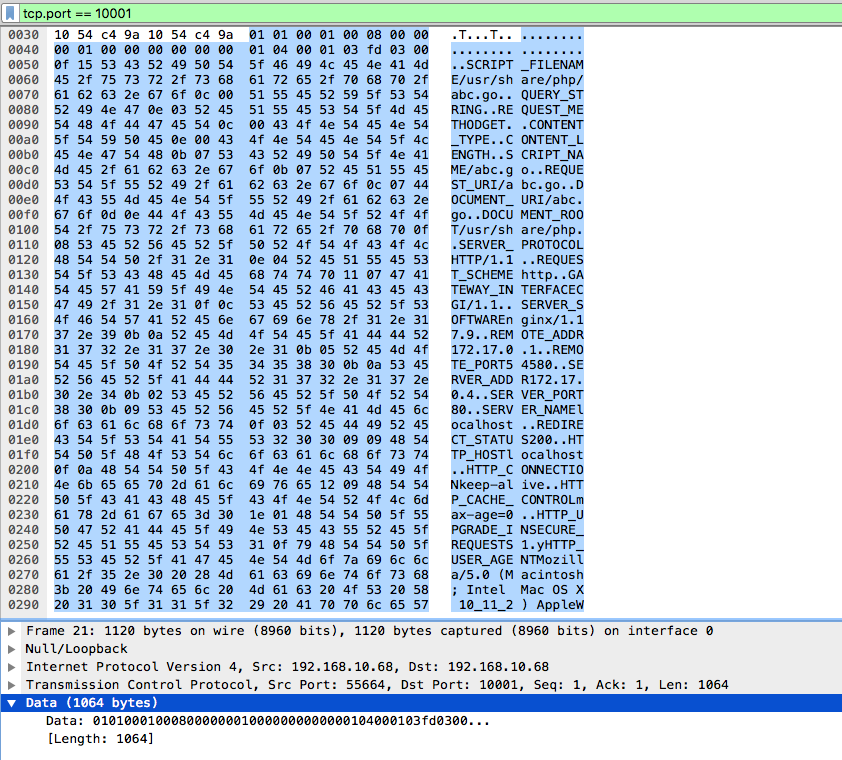 tcp.port == 10001
0030 10 54 c4 9a 10 54 c4 9a 01 01 00 01 00 08 00 00 .T...T.. ........
0040 00 01 00 00 00 00 00 00 01 04 00 01 03 fd 03 00 ........ ........
0050 0f 15 53 43 52 49 50 54 5f 46 49 4c 45 4e 41 4d ..SCRIPT _FILENAM
0060 45 2f 75 73 72 2f 73 68 61 72 65 2f 70 68 70 2f E/usr/sh are/php/
0070 61 62 63 2e 67 6f 0c 00 51 55 45 52 59 5f 53 54 abc.go.. QUERY_ST
0080 52 49 4e 47 0e 03 52 45 51 55 45 53 54 5f 4d 45 RING..RE QUEST_ME
0090 54 48 4f 44 47 45 54 0c 00 43 4f 4e 54 45 4e 54 THODGET. .CONTENT
00a0 5f 54 59 50 45 0e 00 43 4f 4e 54 45 4e 54 5f 4c _TYPE..C ONTENT_L
00b0 45 4e 47 54 48 0b 07 53 43 52 49 50 54 5f 4e 41 ENGTH..S CRIPT_NA
00c0 4d 45 2f 61 62 63 2e 67 6f 0b 07 52 45 51 55 45 ME/abc.g o..REQUE
00d0 53 54 5f 55 52 49 2f 61 62 63 2e 67 6f 0c 07 44 ST_URI/a bc.go..D
00e0 4f 43 55 4d 45 4e 54 5f 55 52 49 2f 61 62 63 2e OCUMENT_ URI/abc.
00f0 67 6f 0d 0e 44 4f 43 55 4d 45 4e 54 5f 52 4f 4f go..DOCU MENT_ROO
0100 54 2f 75 73 72 2f 73 68 61 72 65 2f 70 68 70 0f T/usr/sh are/php.
0110 08 53 45 52 56 45 52 5f 50 52 4f 54 4f 43 4f 4c .SERVER_ PROTOCOL
0120 48 54 54 50 2f 31 2e 31 0e 04 52 45 51 55 45 53 HTTP/1.1 ..REQUES
0130 54 5f 53 43 48 45 4d 45 68 74 74 70 11 07 47 41 T_SCHEME http..GA
0140 54 45 57 41 59 5f 49 4e 54 45 52 46 41 43 45 43 TEWAY_IN TERFACEC
0150 47 49 2f 31 2e 31 0f 0c 53 45 52 56 45 52 5f 53 GI/1.1.. SERVER_S
0160 4f 46 54 57 41 52 45 6e 67 69 6e 78 2f 31 2e 31 OFTWAREn ginx/1.1
0170 37 2e 39 0b 0a 52 45 4d 4f 54 45 5f 41 44 44 52 7.9..REM OTE_ADDR
0180 31 37 32 2e 31 37 2e 30 2e 31 0b 05 52 45 4d 4f 172.17.0 .1..REMO
0190 54 45 5f 50 4f 52 54 35 34 35 38 30 0b 0a 53 45 TE_PORT5 4580..SE
01a0 52 56 45 52 5f 41 44 44 52 31 37 32 2e 31 37 2e RVER_ADD R172.17.
01b0 30 2e 34 0b 02 53 45 52 56 45 52 5f 50 4f 52 54 0.4..SER VER_PORT
01c0 38 30 0b 09 53 45 52 56 45 52 5f 4e 41 4d 45 6c 80..SERV ER_NAMEl
01d0 6f 63 61 6c 68 6f 73 74 0f 03 52 45 44 49 52 45 ocalhost ..REDIRE
01e0 43 54 5f 53 54 41 54 55 53 32 30 30 09 09 48 54 CT_STATU S200..HT
01f0 54 50 5f 48 4f 53 54 6c 6f 63 61 6c 68 6f 73 74 TP_HOSTl ocalhost
0200 0f 0a 48 54 54 50 5f 43 4f 4e 4e 45 43 54 49 4f ..HTTP_C ONNECTIO
0210 4e 6b 65 65 70 2d 61 6c 69 76 65 12 09 48 54 54 Nkeep-al ive..HTT
0220 50 5f 43 41 43 48 45 5f 43 4f 4e 54 52 4f 4c 6d P_CACHE_ CONTROLm
0230 61 78 2d 61 67 65 3d 30 1e 01 48 54 54 50 5f 55 ax-age=0 ..HTTP_U
0240 50 47 52 41 44 45 5f 49 4e 53 45 43 55 52 45 5f PGRADE_I NSECURE_
0250 52 45 51 55 45 53 54 53 31 0f 79 48 54 54 50 5f REQUESTS 1.yHTTP_
0260 55 53 45 52 5f 41 47 45 4e 54 4d 6f 7a 69 6c 6c USER_AGE NTMozill
0270 61 2f 35 2e 30 20 28 4d 61 63 69 6e 74 6f 73 68 a/5.0 (M acintosh
0280 3b 20 49 6e 74 65 6c 20 4d 61 63 20 4f 53 20 58 ; Intel Mac OS X
0290 20 31 30 5f 31 31 5f 32 29 20 41 70 70 6c 65 57 10_11_2 ) AppleW
Frame 21: 1120 bytes on wire (8960 bits), 1120 bytes captured (8960 bits) on interface 0
Null/Loopback
Internet Protocol Version 4, Src: 192.168.10.68, Dst: 192.168.10.68
Transmission Control Protocol, Src Port: 55664, Dst Port: 10001, Seq: 1, Ack: 1, Len: 1064
Data (1064 bytes)
Data: 0101000100080000000100000000000001040001​03fd0300...
[Length: 1064]